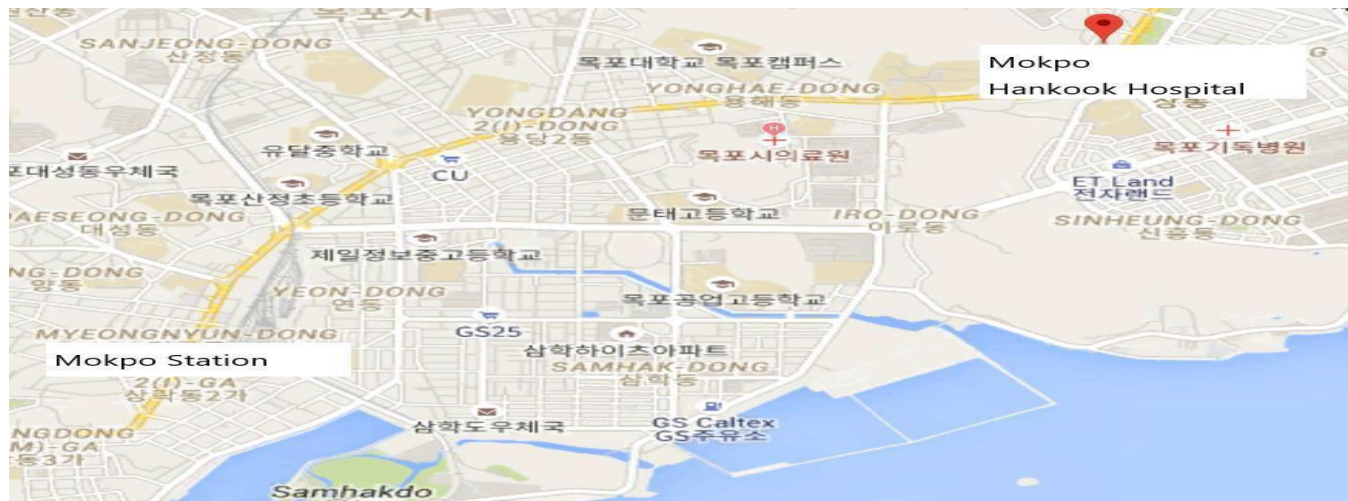 목포시
SANJEONG-DONG
산정동
목포대학교 목포캠퍼스
YONGHAE-DONG
용해동
Mokpo
Hankook Hospital
상동
YONGDANG
2(I)-DONG
용당2동
유달중학교
CU
목포시의료원
목포기독병원
포대성동우체국
목포산정초등학교
ET Land
전자랜드
DAESEONG-DONG
대성동
문태고등학교
IRO-DONG
이로동
SINHEUNG-DONG
신흥동
제일정보중고등학교
NG-DONG
양동
YEON-DONG
연동
목포공업고등학교
GS25
MYEONGNYUN-DONG
삼학하이츠아파트
Mokpo Station
SAMHAK-DONG
삼학동
2(I)-GA
상락동2가
삼학도우체국
GS Caltex
GS주유소
NGDONG
M)-GA
동3가
Samhakdo